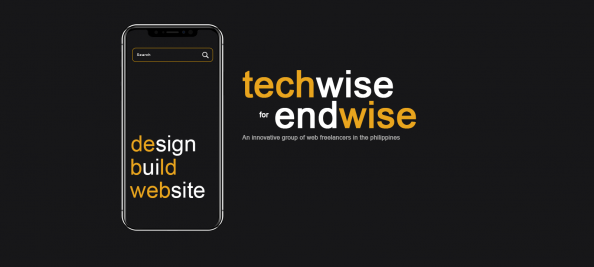 Search
design
build
website
techwise
for endwise
An innovative group of web freelancers in the philippines